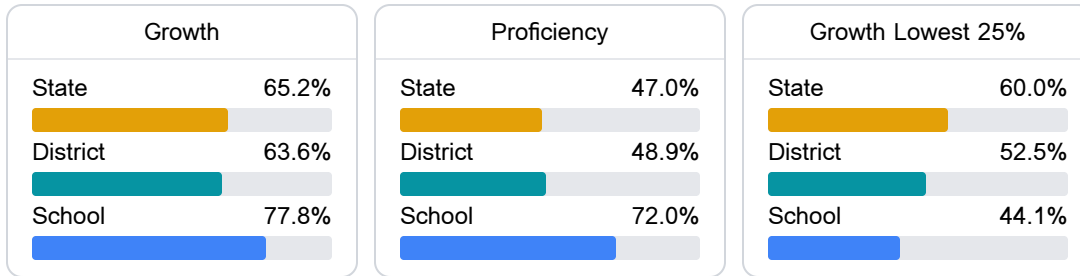 Growth
State 65.2%
District 63.6%
School 77.8%
Proficiency
State 47.0%
District 48.9%
School 72.0%
Growth Lowest 25%
State 60.0%
District 52.5%
School 44.1%